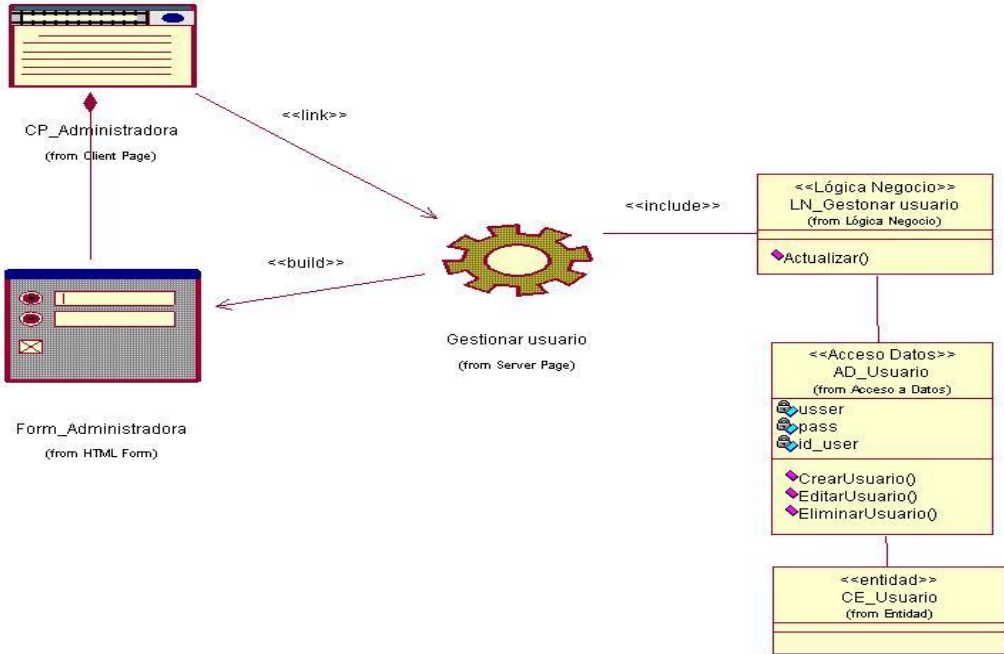 CP_Administradora
(from Client Page)
<<link>>
<<build>>
Form_Administradora
(from HTML Form)
Gestionar usuario
(from Server Page)
<<include>>
<<Lógica Negocio>>
LN_Gestonar usuario
(from Lógica Negocio)
Actualizar()
<<Acceso Datos>>
AD_Usuario
(from Acceso a Datos)
usser
pass
id_user
CrearUsuario()
EditarUsuario()
EliminarUsuario()
<<entidad>>
CE_Usuario
(from Entidad)